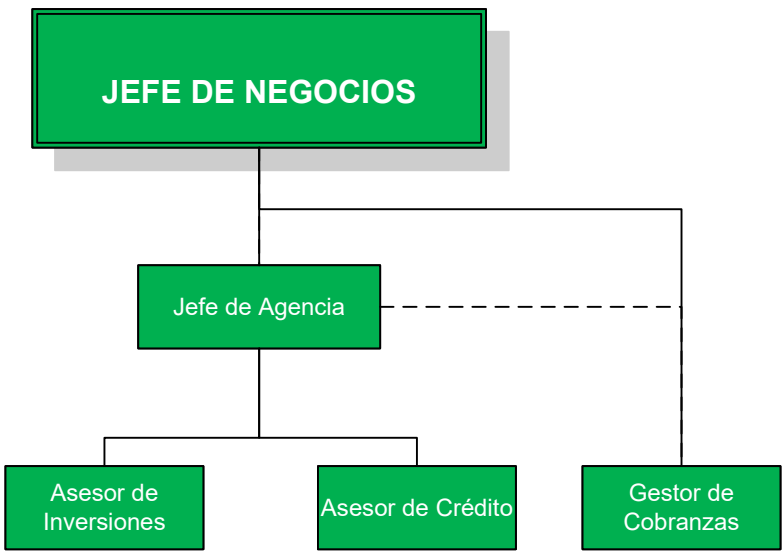 JEFE DE NEGOCIOS
Jefe de Agencia
Asesor de
Inversiones
Asesor de Crédito
Gestor de
Cobranzas